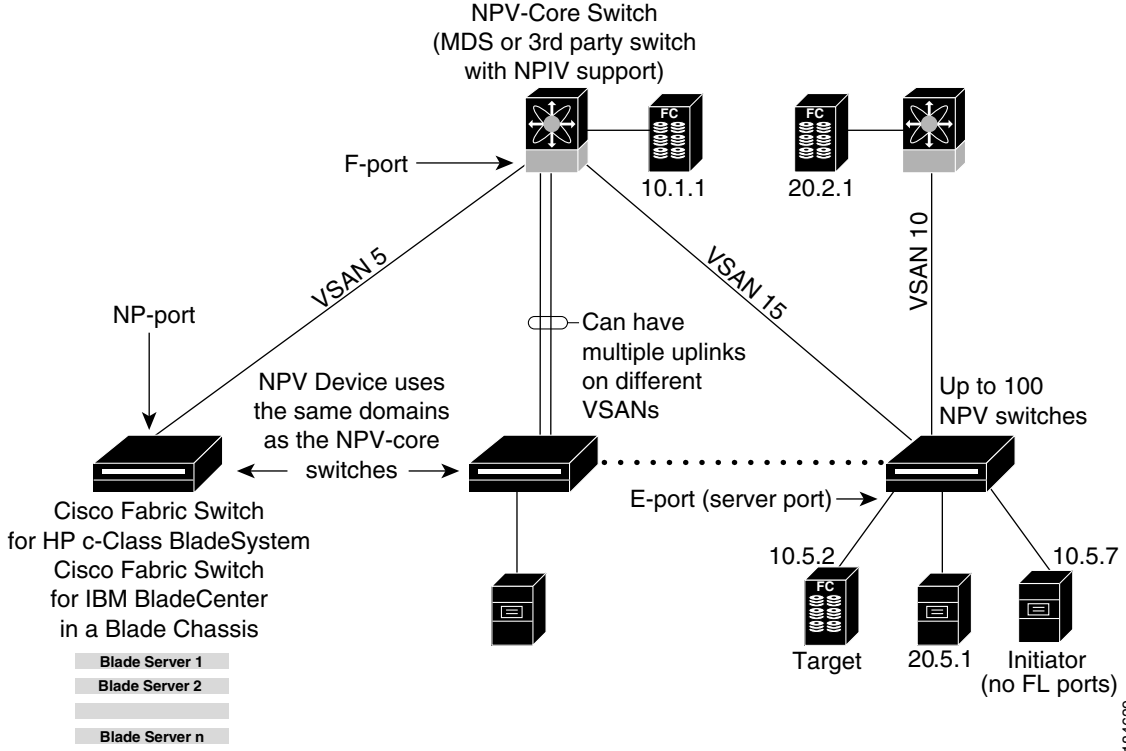 NPV-Core Switch
(MDS or 3rd party switch
with NPIV support)
FC
FC
F-port
10.1.1
20.2.1
VSAN 5
VSAN 15
VSAN 10
NP-port
Can have
multiple uplinks
on different
VSANs
NPV Device uses
the same domains
as the NPV-core
switches
Up to 100
NPV switches
E-port (server port)
Cisco Fabric Switch
for HP c-Class BladeSystem
Cisco Fabric Switch
for IBM BladeCenter
in a Blade Chassis
10.5.2
10.5.7
FC
Target
20.5.1
Initiator
(no FL ports)
Blade Server 1
Blade Server 2
Blade Server n